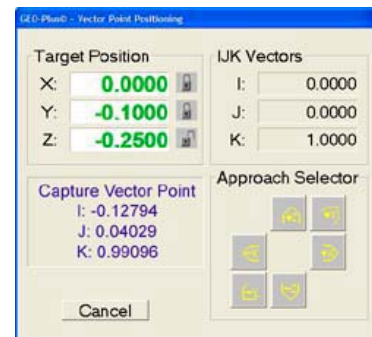 GEO-Plus© - Vector Point Positioning
Target Position
X: 0.0000
Y: -0.1000
Z: -0.2500
IJK Vectors
I: 0.0000
J: 0.0000
K: 1.0000
Capture Vector Point
I: -0.12794
J: 0.04029
K: 0.99096
Approach Selector
Cancel